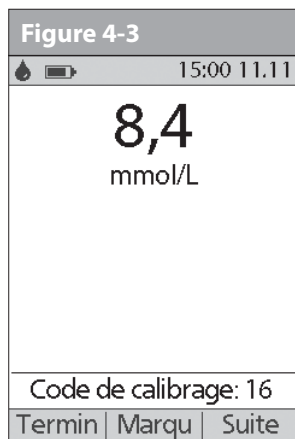 Figure 4-3
15:00 11.11
8,4
mmol/L
Code de calibrage: 16
Termin Marqu Suite